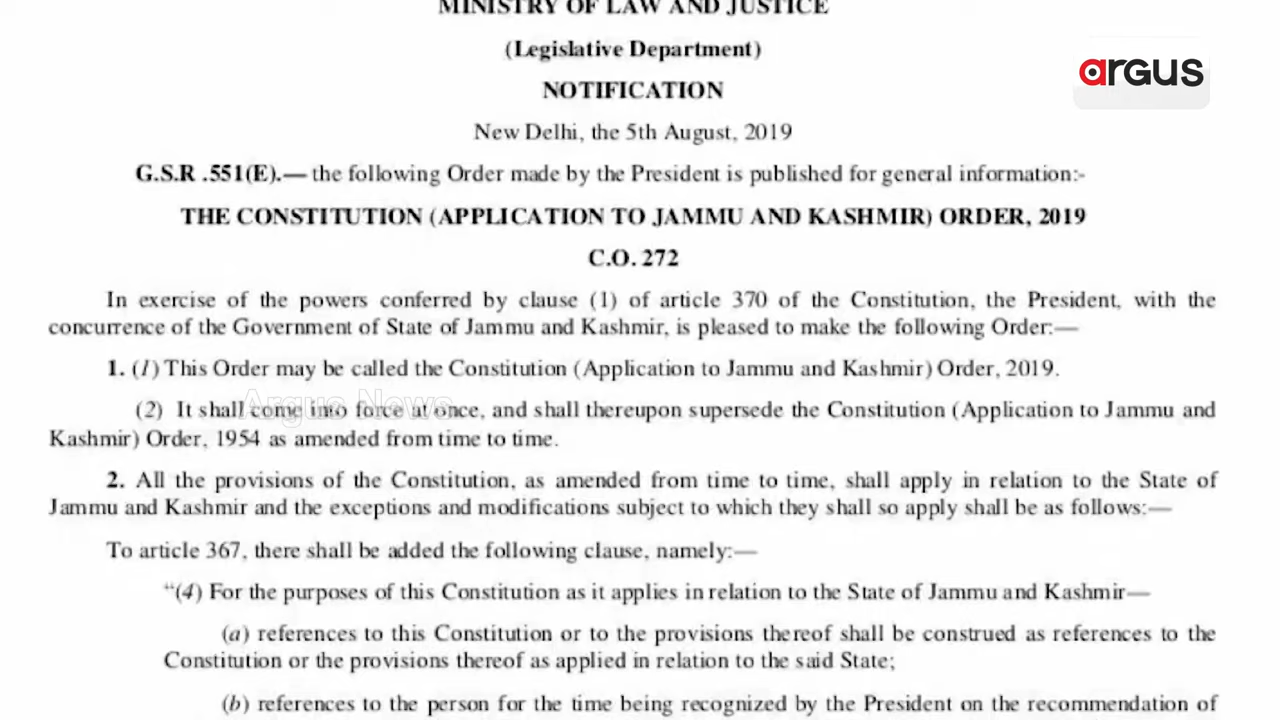 MINISTRY OF LAW AND JUSTICE
argus
(Legislative Department)
NOTIFICATION
New Delhi, the 5th August, 2019
G.S.R .551(E).— the following Order made by the President is published for general information:-
THE CONSTITUTION (APPLICATION TO JAMMU AND KASHMIR) ORDER, 2019
C.O. 272
In exercise of the powers conferred by clause (1) of article 370 of the Constitution, the President, with the
concurrence of the Government of State of Jammu and Kashmir, is pleased to make the following Order:—
1. (1) This Order may be called the Constitution (Application to Jammu and Kashmir) Order, 2019.
Argus News
(2) It shall come into force at once, and shall thereupon supersede the Constitution (Application to Jammu and
Kashmir) Order, 1954 as amended from time to time.
2. All the provisions of the Constitution, as amended from time to time, shall apply in relation to the State of
Jammu and Kashmir and the exceptions and modifications subject to which they shall so apply shall be as follows:—
To article 367, there shall be added the following clause, namely:—
“(4) For the purposes of this Constitution as it applies in relation to the State of Jammu and Kashmir—
(a) references to this Constitution or to the provisions thereof shall be construed as references to the
Constitution or the provisions thereof as applied in relation to the said State;
(b) references to the person for the time being recognized by the President on the recommendation of